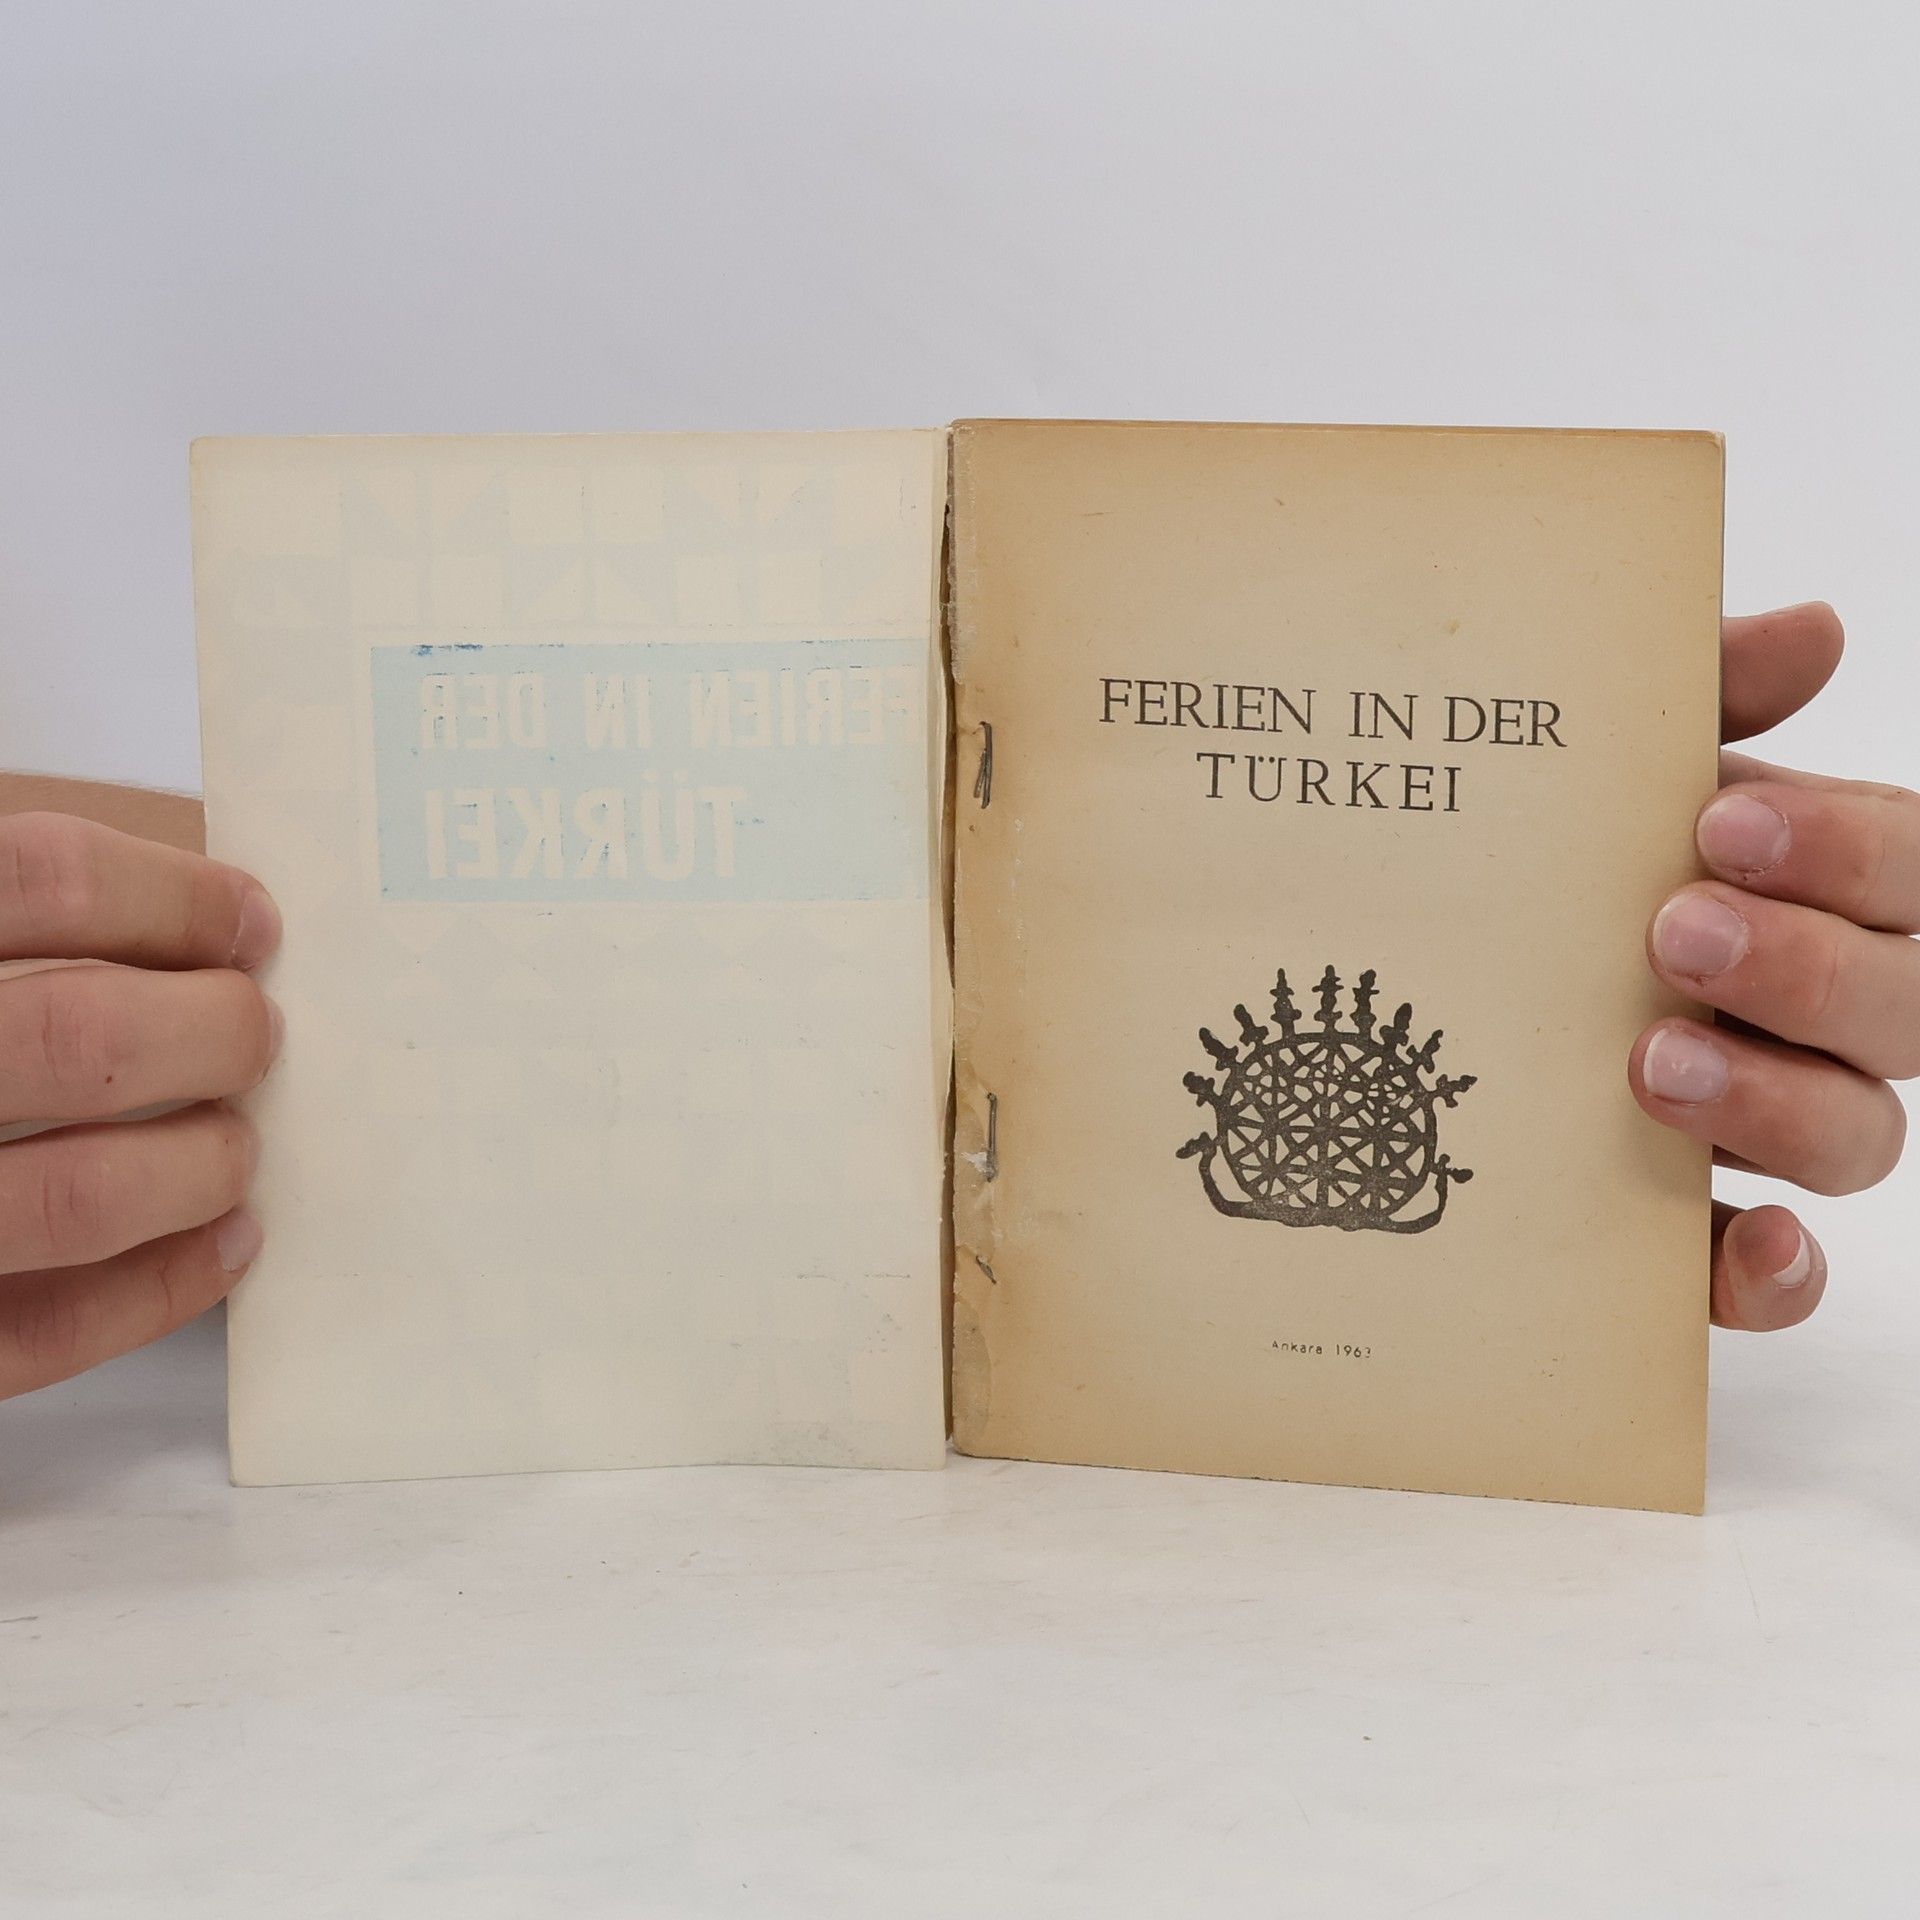 FERIEN IN DER
TÜRKEI
FERIEN IN DER
TÜRKEI
Ankara 1963